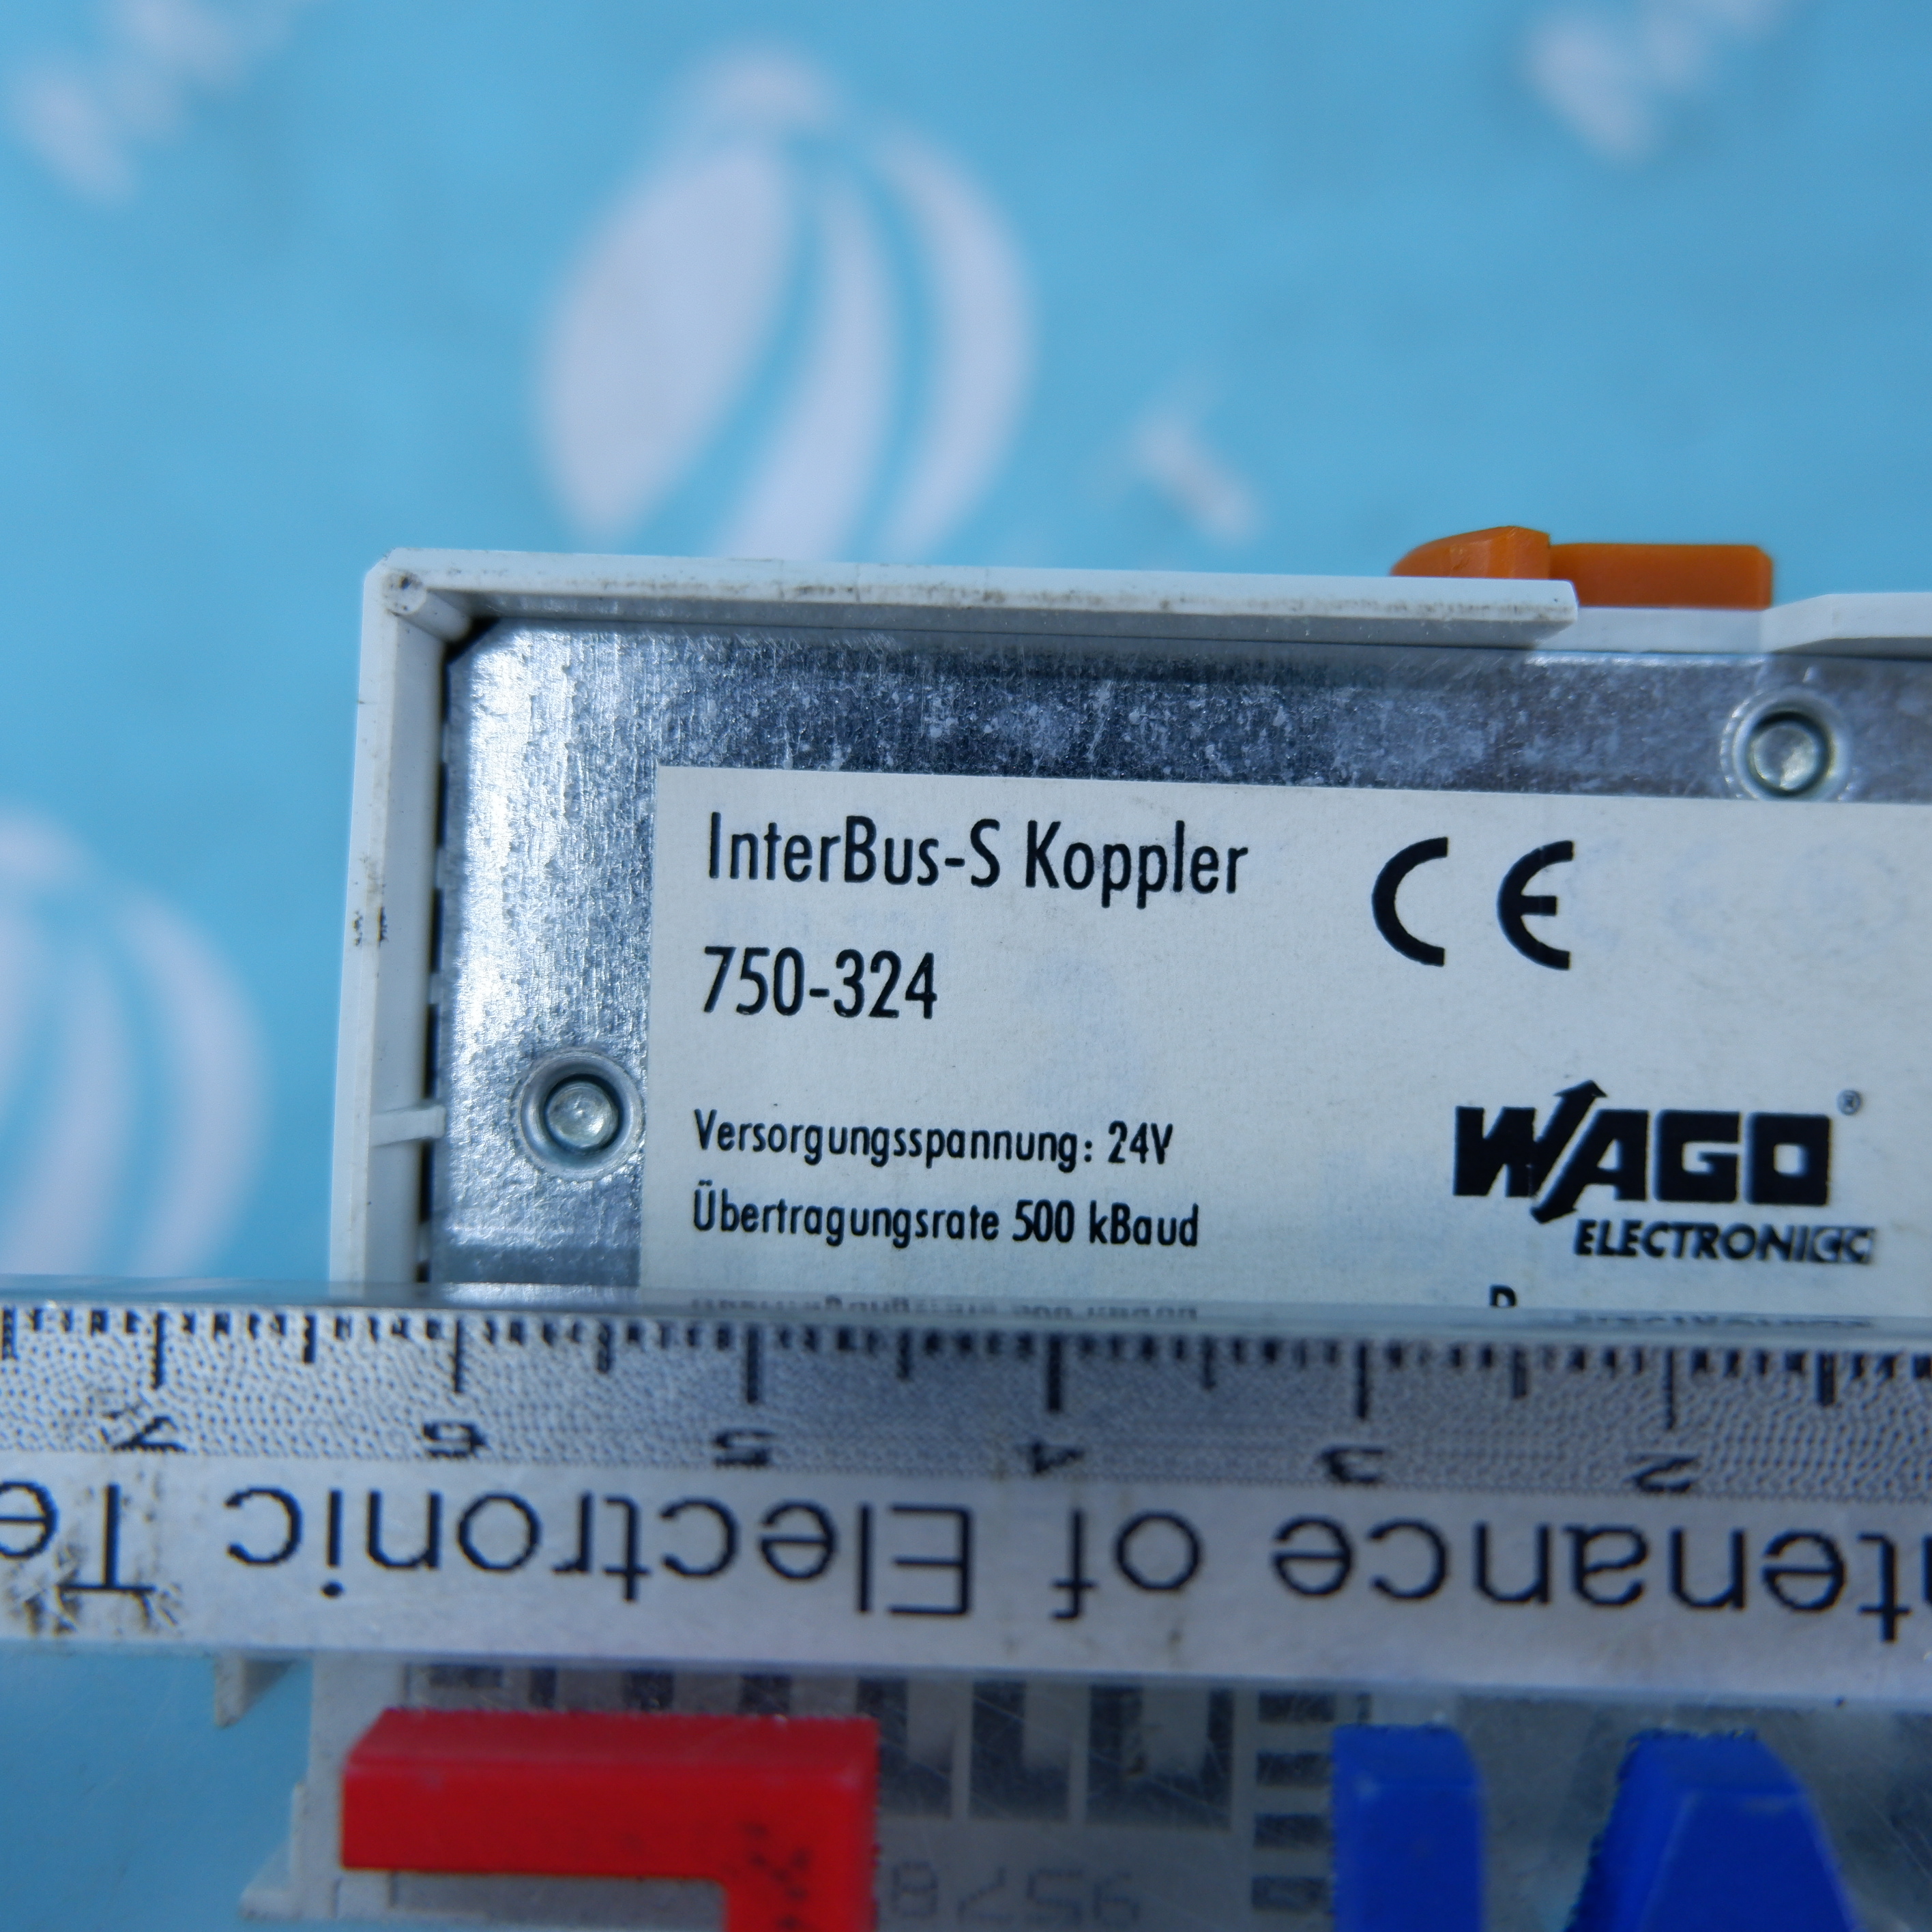 InterBus-S Koppler
750-324
CE
Versorgungsspannung: 24V
Übertragungsrate 500 kBaud
WAGO®
ELECTRONIC
7 6 5 4 3 2
tenance of Electronic Te